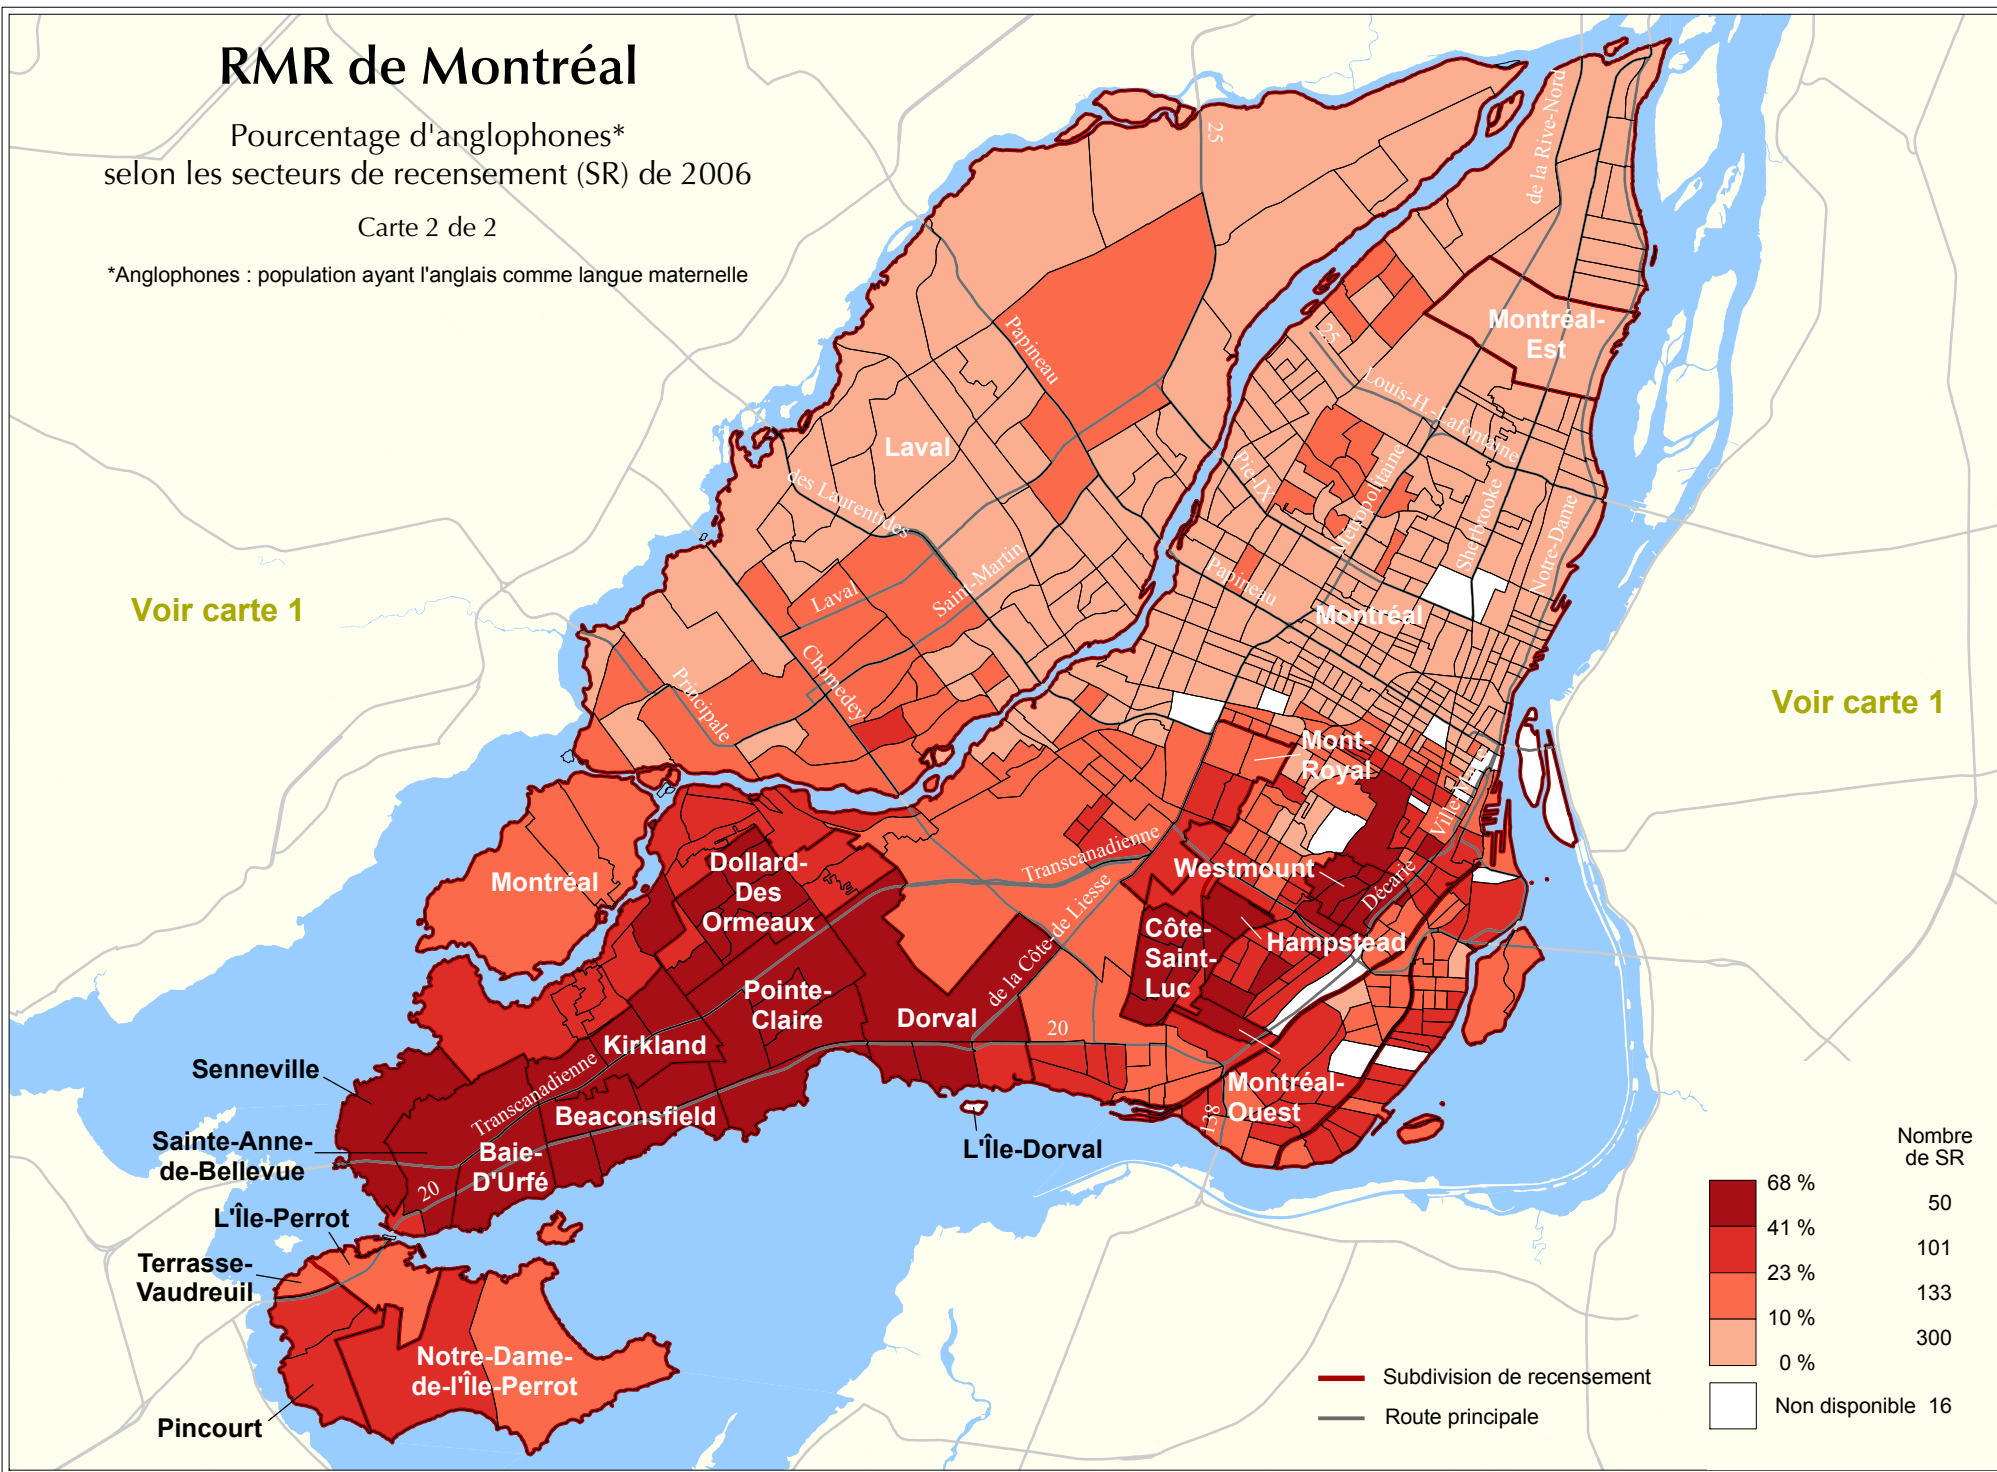 RMR de Montréal
Pourcentage d'anglophones*
selon les secteurs de recensement (SR) de 2006
Carte 2 de 2
*Anglophones : population ayant l'anglais comme langue maternelle
25
de la Rive-Nord
Montréal-
Est
25
Papineau
Louis-H.-Lafontaine
Laval
des Laurentides
Pie-IX
Métropolitaine
Sherbrooke
Notre-Dame
Voir carte 1
Laval
Saint-Martin
Papineau
Montréal
Principale
Chomedey
Voir carte 1
Mont-
Royal
Dollard-
Des
Ormeaux
Montréal
Transcanadienne
Westmount
Décarie
de la Côte-de Liesse
Côte-
Saint-
Luc
Hampstead
Pointe-
Claire
Dorval
20
Kirkland
Senneville
Transcanadienne
Beaconsfield
Montréal-
Ouest
138
Sainte-Anne-
de-Bellevue
Baie-
D'Urfé
L'Île-Dorval
20
L'Île-Perrot
Terrasse-
Vaudreuil
Notre-Dame-
de-l'Île-Perrot
Pincourt
Nombre
de SR
68 %
50
41 %
101
23 %
133
10 %
300
0 %
Non disponible 16
Subdivision de recensement
Route principale